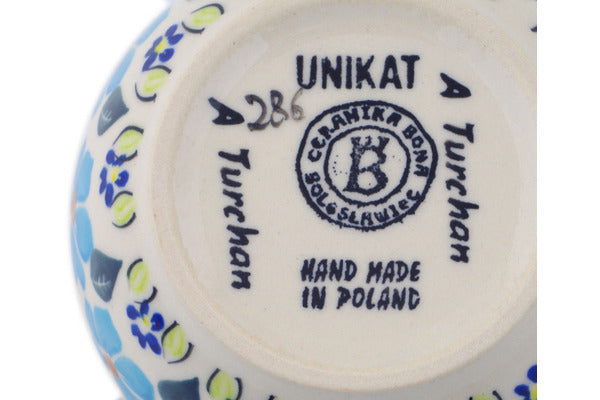 UNIKAT
286
A Turchan
A Turchan
CERAMIKA BONA
BOLESŁAWIEC
B
HAND MADE
IN POLAND